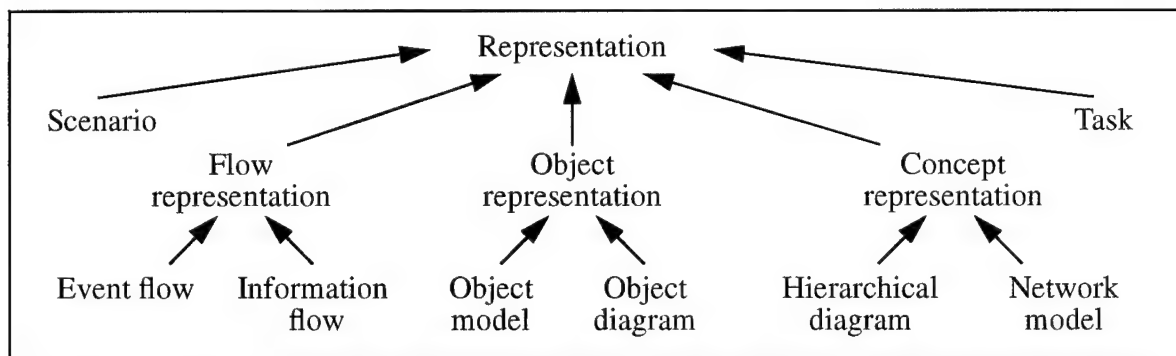 Representation
Scenario
Task
Flow
representation
Object
representation
Concept
representation
Event flow
Information
flow
Object
model
Object
diagram
Hierarchical
diagram
Network
model